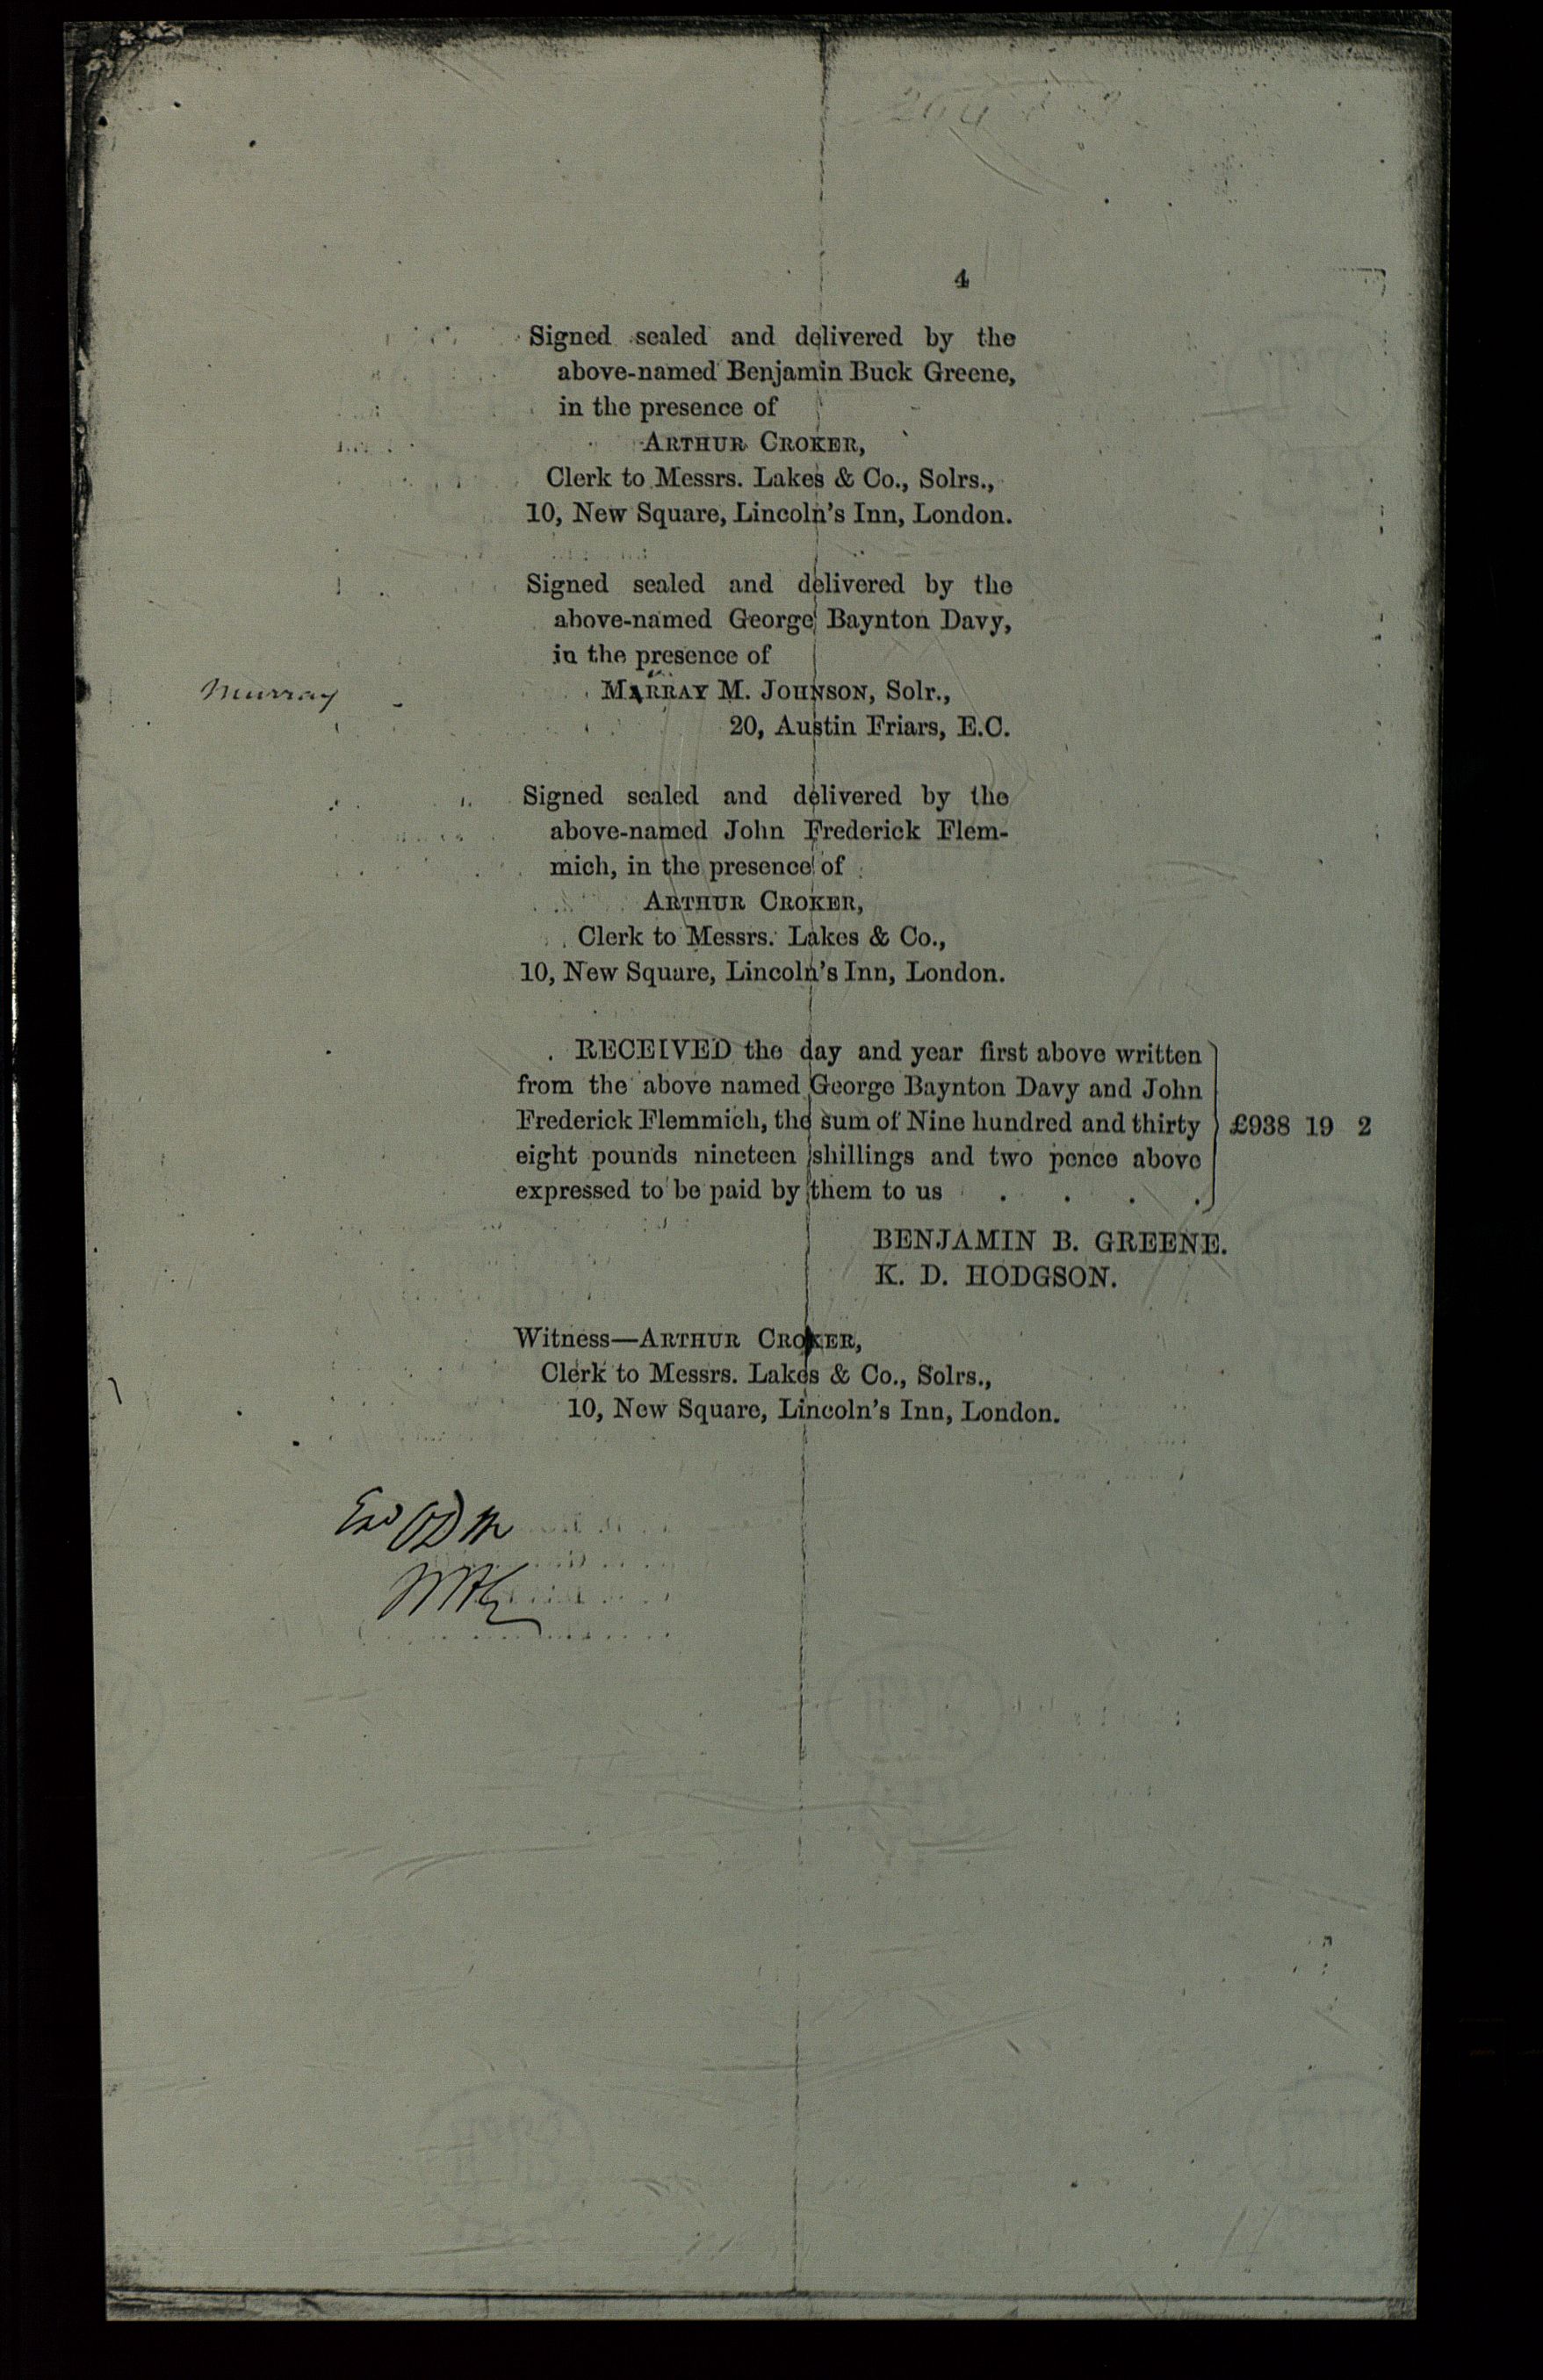 4
Signed sealed and delivered by the
above-named Benjamin Buck Greene,
in the presence of
ARTHUR CROKER,
Clerk to Messrs. Lakes & Co., Solrs.,
10, New Square, Lincoln's Inn, London.
Signed sealed and delivered by the
above-named George Baynton Davy,
in the presence of
Murray
MARRAY M. JOHNSON, Solr.,
20, Austin Friars, E.C.
Signed sealed and delivered by the
above-named John Frederick Flem-
mich, in the presence of
ARTHUR CROKER,
Clerk to Messrs. Lakes & Co.,
10, New Square, Lincoln's Inn, London.
RECEIVED the day and year first above written
from the above named George Baynton Davy and John
Frederick Flemmich, the sum of Nine hundred and thirty £938 19 2
eight pounds nineteen shillings and two pence above
expressed to be paid by them to us . . . .
BENJAMIN B. GREENE.
K. D. HODGSON.
Witness—ARTHUR CROKER,
Clerk to Messrs. Lakes & Co., Solrs.,
10, New Square, Lincoln's Inn, London.